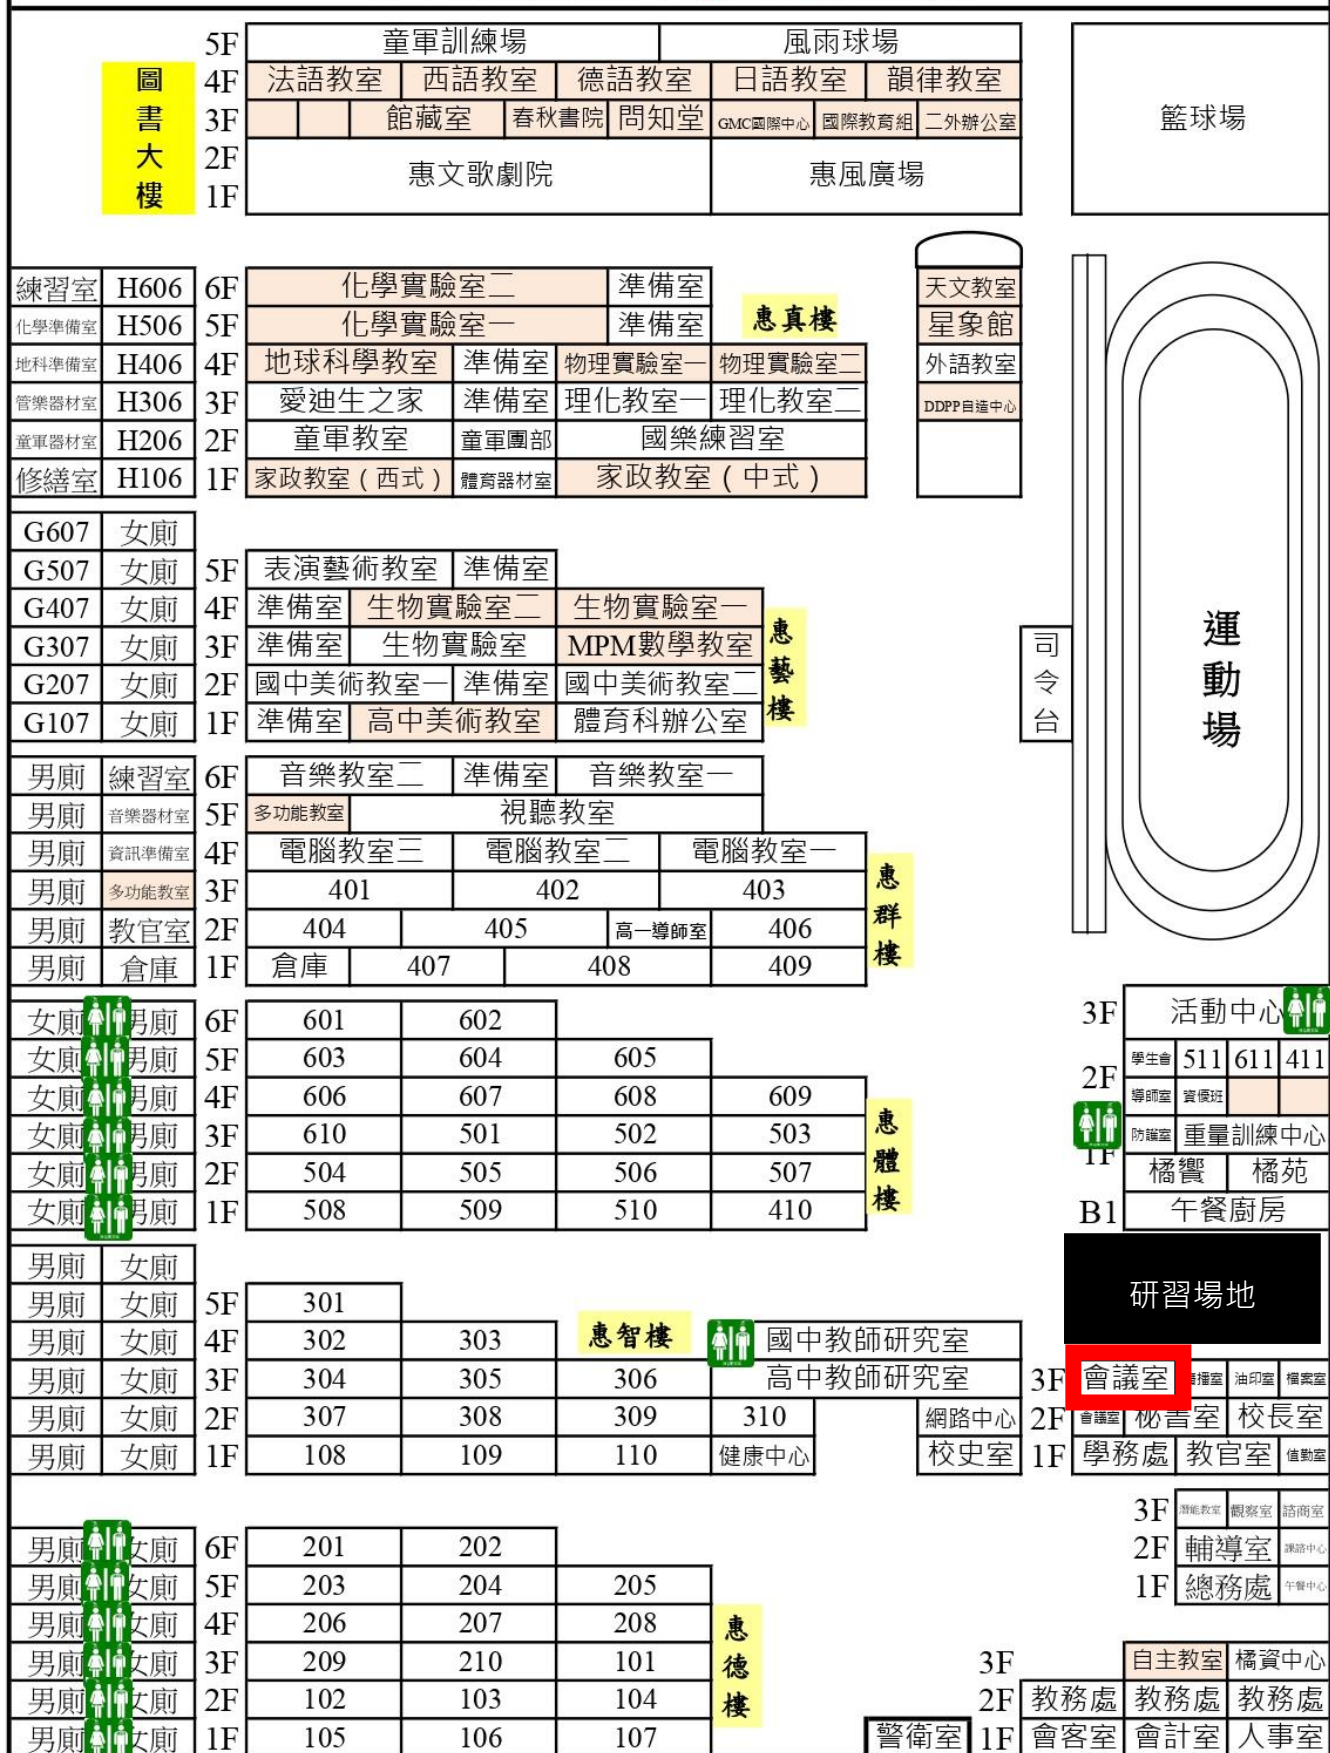 5F 童軍訓練場 風雨球場
圖 4F 法語教室 西語教室 德語教室 日語教室 韻律教室
書 3F 館藏室 春秋書院 問知堂 GMC國際中心 國際教育組 二外辦公室 籃球場
大 2F 惠文歌劇院 惠風廣場
樓 1F
練習室 H606 6F 化學實驗室二 準備室 天文教室
化學準備室 H506 5F 化學實驗室一 準備室 惠真樓 星象館
地科準備室 H406 4F 地球科學教室 準備室 物理實驗室一 物理實驗室二 外語教室
管樂器材室 H306 3F 愛迪生之家 準備室 理化教室一 理化教室二 DDPP自造中心
童軍器材室 H206 2F 童軍教室 童軍團部 國樂練習室
修繕室 H106 1F 家政教室（西式） 體育器材室 家政教室（中式）
G607 女廁
G507 女廁 5F 表演藝術教室 準備室
G407 女廁 4F 準備室 生物實驗室二 生物實驗室一
G307 女廁 3F 準備室 生物實驗室 MPM數學教室
G207 女廁 2F 國中美術教室一 準備室 國中美術教室二
G107 女廁 1F 準備室 高中美術教室 體育科辦公室
惠藝樓
司令台
運動場
男廁 練習室 6F 音樂教室二 準備室 音樂教室一
男廁 音樂器材室 5F 多功能教室 視聽教室
男廁 資訊準備室 4F 電腦教室三 電腦教室二 電腦教室一
男廁 多功能教室 3F 401 402 403
男廁 教官室 2F 404 405 高一導師室 406
男廁 倉庫 1F 倉庫 407 408 409
惠群樓
女廁 男廁 6F 601 602
女廁 男廁 5F 603 604 605
女廁 男廁 4F 606 607 608 609
女廁 男廁 3F 610 501 502 503
女廁 男廁 2F 504 505 506 507
女廁 男廁 1F 508 509 510 410
惠體樓
3F 活動中心
學生會 511 611 411
2F
導師室 資優班
防護室 重量訓練中心
1F 橘饗 橘苑
B1 午餐廚房
研習場地
男廁 女廁
男廁 女廁 5F 301
男廁 女廁 4F 302 303 惠智樓 國中教師研究室
男廁 女廁 3F 304 305 306 高中教師研究室 3F 會議室 油印室 檔案室
男廁 女廁 2F 307 308 309 310 網路中心 2F 會議室 秘書室 校長室
男廁 女廁 1F 108 109 110 健康中心 校史室 1F 學務處 教官室 值勤室
3F 潛能教室 觀察室 諮商室
2F 輔導室 課諮中心
1F 總務處 午餐中心
男廁 女廁 6F 201 202
男廁 女廁 5F 203 204 205
男廁 女廁 4F 206 207 208
男廁 女廁 3F 209 210 101
男廁 女廁 2F 102 103 104
男廁 女廁 1F 105 106 107
惠德樓
3F 自主教室 橘資中心
2F 教務處 教務處 教務處
警衛室 1F 會客室 會計室 人事室